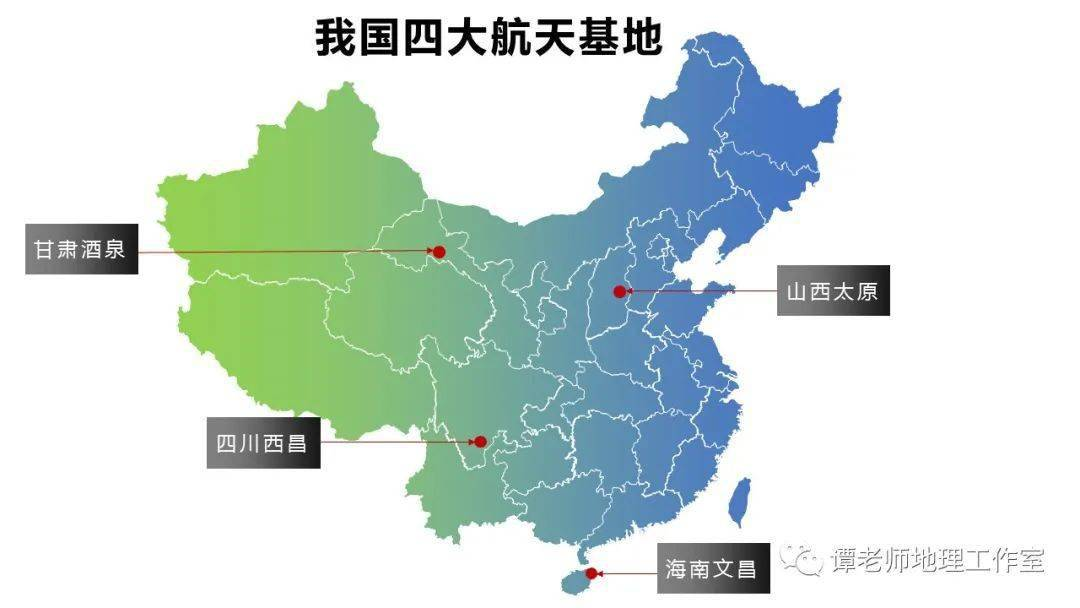 我国四大航天基地
甘肃酒泉
山西太原
四川西昌
海南文昌
谭老师地理工作室